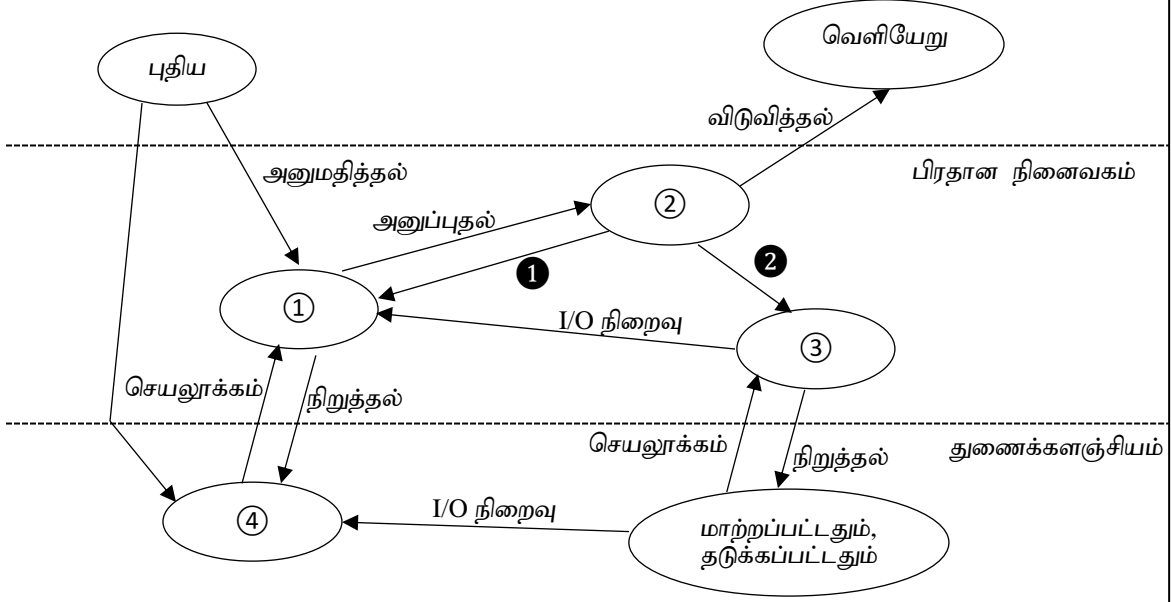 வெளியேறு
புதிய
விடுவித்தல்
அனுமதித்தல்
பிரதான நினைவகம்
②
அனுப்புதல்
❷
❶
①
I/O நிறைவு
③
செயலூக்கம்
நிறுத்தல்
செயலூக்கம்
நிறுத்தல்
துணைக்களஞ்சியம்
④
I/O நிறைவு
மாற்றப்பட்டதும்,
தடுக்கப்பட்டதும்